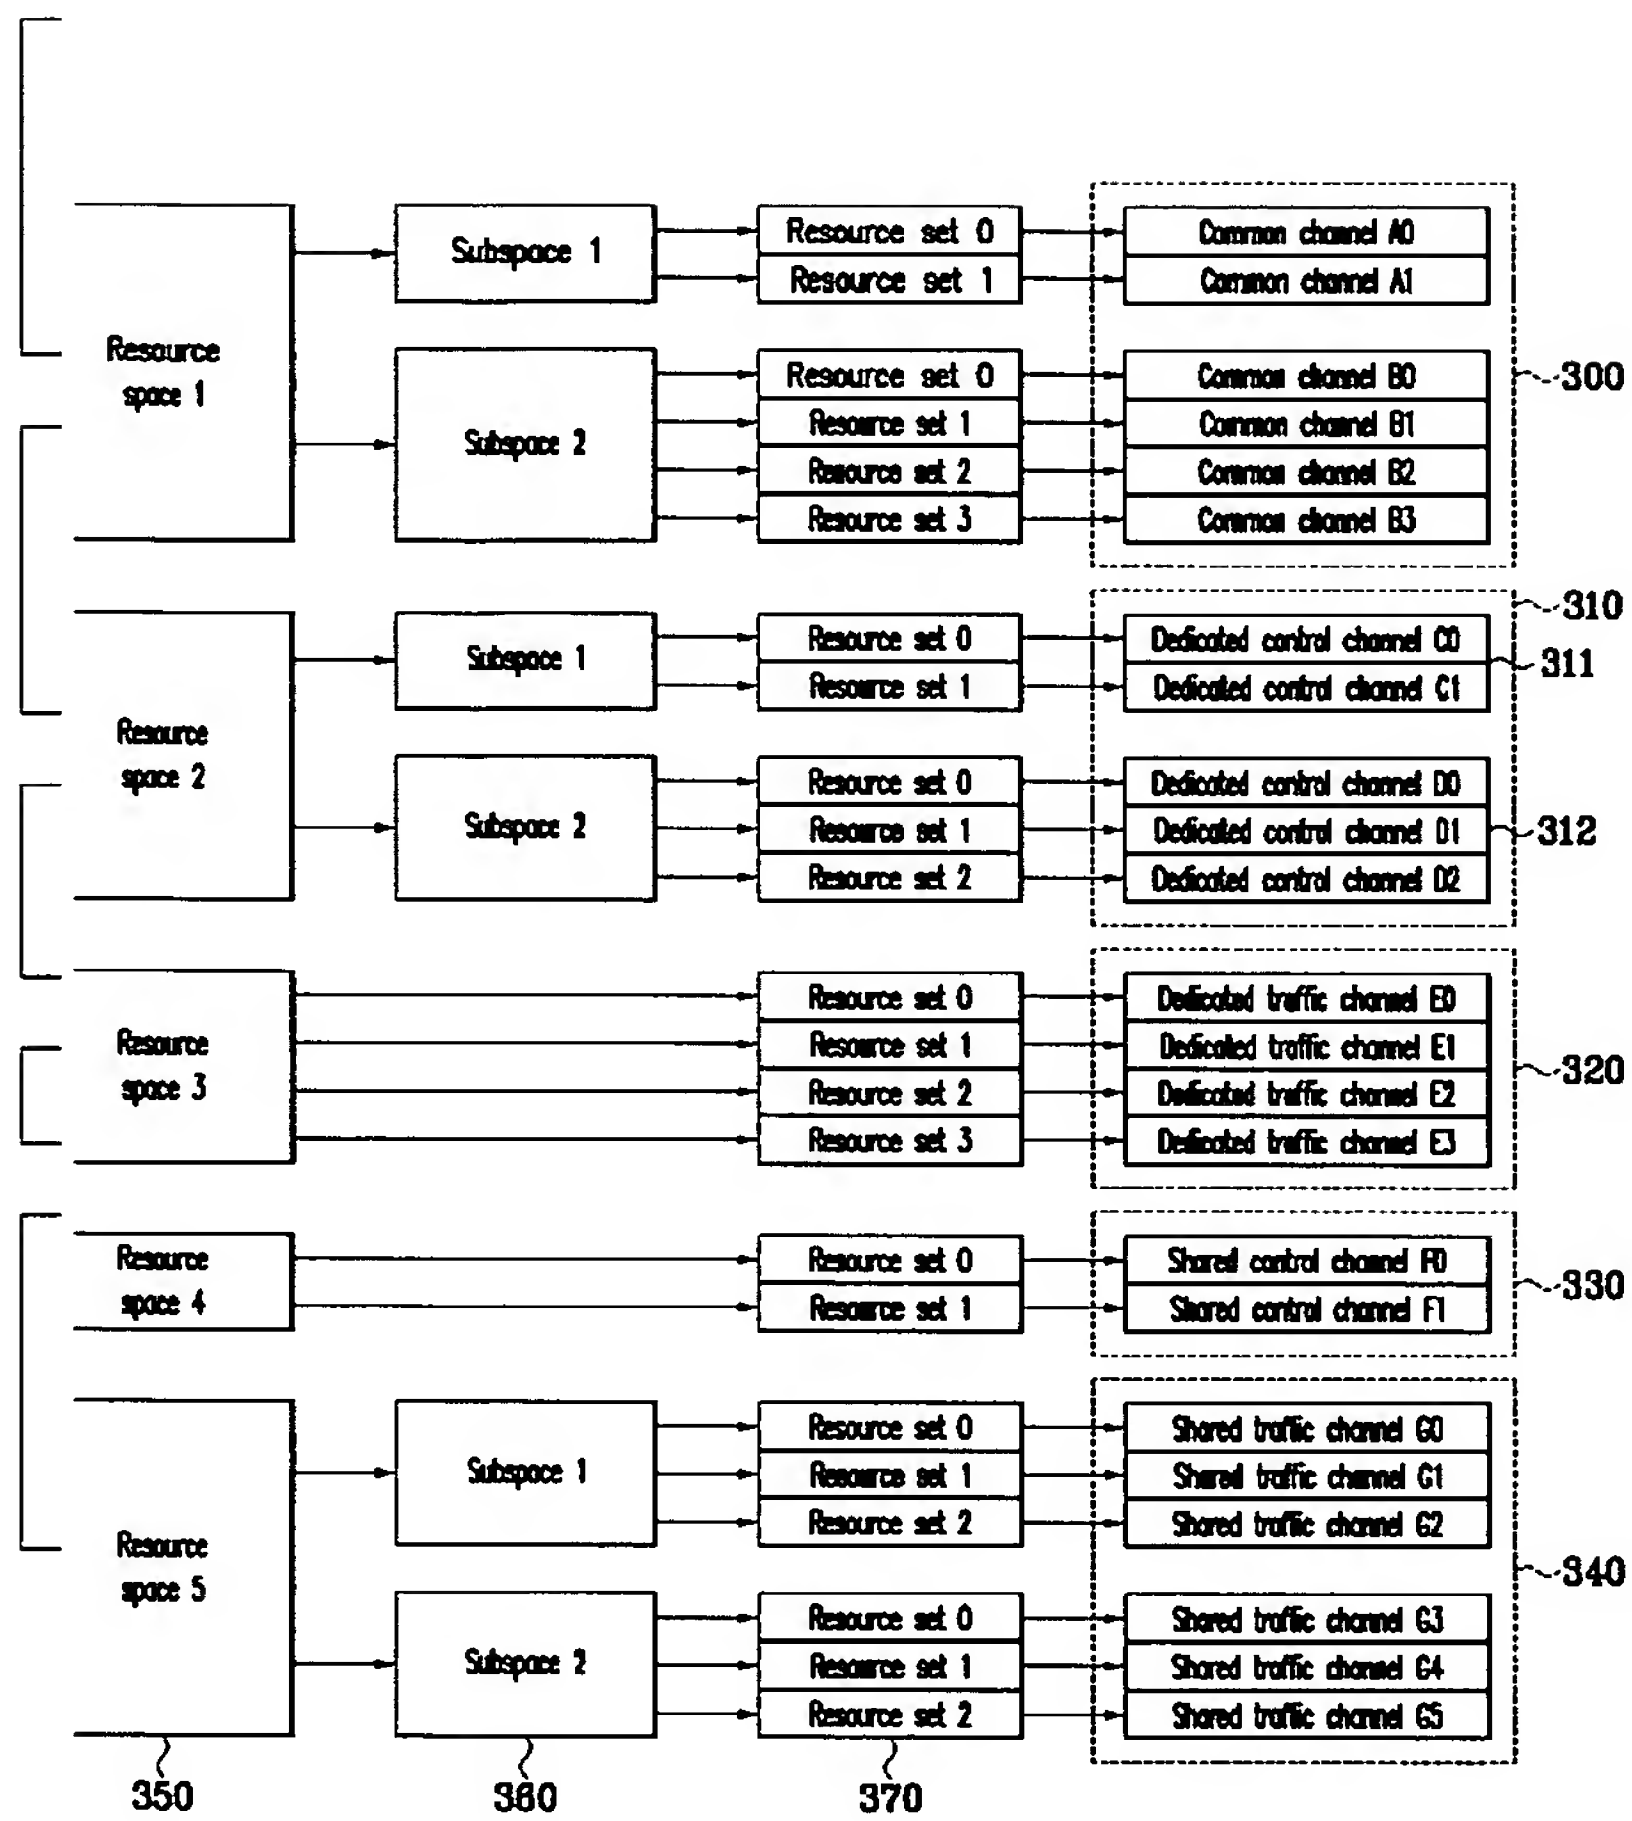 Resource
space 1
Subspace 1
Resource set 0
Common channel A0
Resource set 1
Common channel A1
Subspace 2
Resource set 0
Common channel B0
Resource set 1
Common channel B1
Resource set 2
Common channel B2
Resource set 3
Common channel B3
300
310
Resource
space 2
Subspace 1
Resource set 0
Dedicated control channel C0
Resource set 1
Dedicated control channel C1
311
Subspace 2
Resource set 0
Dedicated control channel D0
Resource set 1
Dedicated control channel D1
Resource set 2
Dedicated control channel D2
312
Resource
space 3
Resource set 0
Dedicated traffic channel E0
Resource set 1
Dedicated traffic channel E1
Resource set 2
Dedicated traffic channel E2
Resource set 3
Dedicated traffic channel E3
320
Resource
space 4
Resource set 0
Shared control channel F0
Resource set 1
Shared control channel F1
330
Resource
space 5
Subspace 1
Resource set 0
Shared traffic channel G0
Resource set 1
Shared traffic channel G1
Resource set 2
Shared traffic channel G2
340
Subspace 2
Resource set 0
Shared traffic channel G3
Resource set 1
Shared traffic channel G4
Resource set 2
Shared traffic channel G5
350
360
370